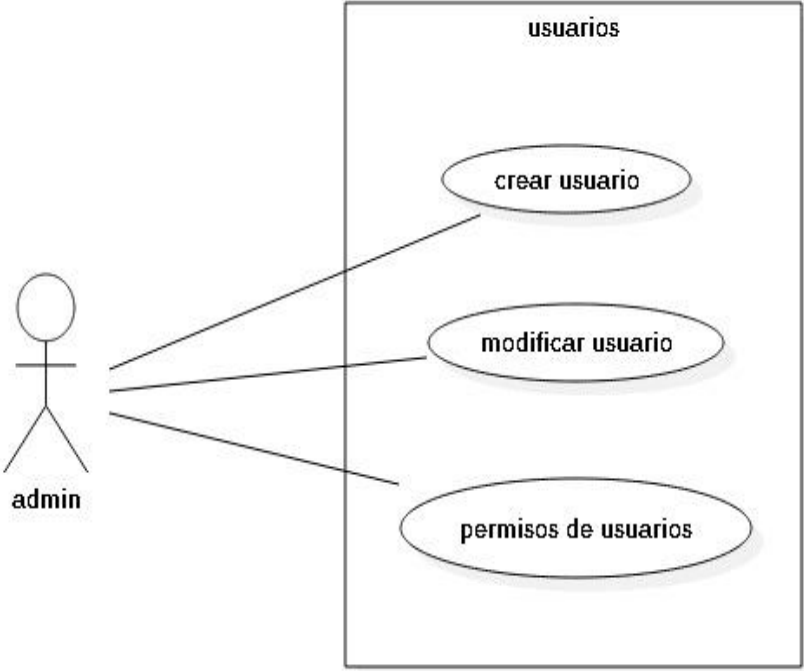 usuarios
crear usuario
modificar usuario
admin
permisos de usuarios